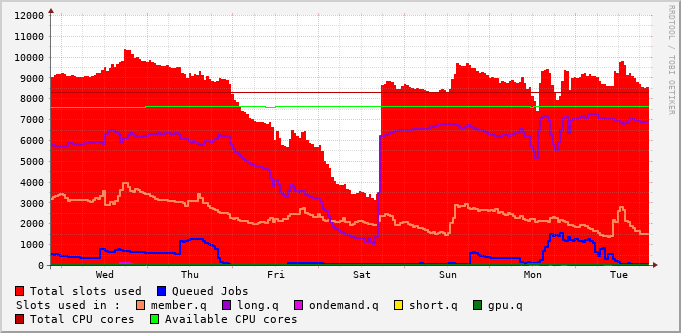 RRDTOOL / TOBI OETIKER
12000
11000
10000
9000
8000
7000
6000
5000
4000
3000
2000
1000
0
Wed Thu Fri Sat Sun Mon Tue
Total slots used Queued Jobs
Slots used in : member.q long.q ondemand.q short.q gpu.q
Total CPU cores Available CPU cores